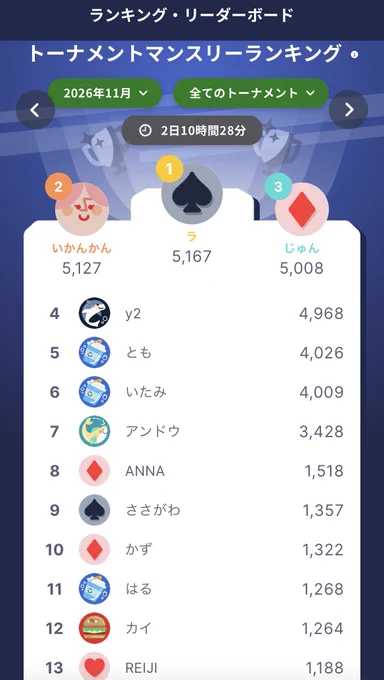 ランキング・リーダーボード
トーナメントマンスリーランキング
2026年11月 全てのトーナメント
2日10時間28分
1
2
3
ラ
いかんかん
じゅん
5,167
5,127
5,008
4 y2 4,968
5 とも 4,026
6 いたみ 4,009
7 アンドウ 3,428
8 ANNA 1,518
9 ささがわ 1,357
10 かず 1,322
11 はる 1,268
12 カイ 1,264
13 REIJI 1,188